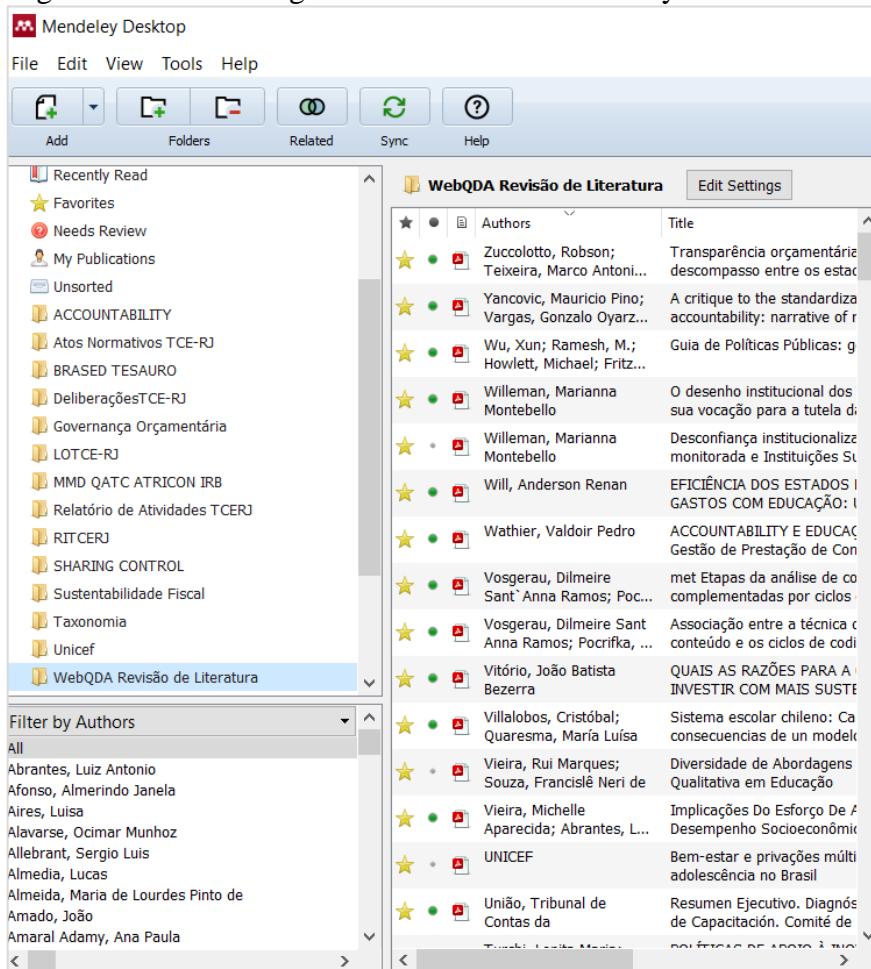 Mendeley Desktop
File Edit View Tools Help
Add Folders Related Sync Help
Recently Read
Favorites
Needs Review
My Publications
Unsorted
ACCOUNTABILITY
Atos Normativos TCE-RJ
BRASED TESAURO
DeliberaçõesTCE-RJ
Governança Orçamentária
LOTCE-RJ
MMD QATC ATRICON IRB
Relatório de Atividades TCERJ
RITCERJ
SHARING CONTROL
Sustentabilidade Fiscal
Taxonomia
Unicef
WebQDA Revisão de Literatura
Filter by Authors
All
Abrantes, Luiz Antonio
Afonso, Almerindo Janela
Aires, Luisa
Alavarse, Ocimar Munhoz
Allebrant, Sergio Luis
Almedia, Lucas
Almeida, Maria de Lourdes Pinto de
Amado, João
Amaral Adamy, Ana Paula
WebQDA Revisão de Literatura Edit Settings
Authors Title
Zuccolotto, Robson; Transparência orçamentária
Teixeira, Marco Antoni... descompasso entre os estad
Yancovic, Mauricio Pino; A critique to the standardiza
Vargas, Gonzalo Oyarz... accountability: narrative of
Wu, Xun; Ramesh, M.; Guia de Políticas Públicas:
Howlett, Michael; Fritz...
Willeman, Marianna O desenho institucional dos
Montebello sua vocação para a tutela
Willeman, Marianna Desconfiança institucionaliza
Montebello monitorada e Instituições Su
Will, Anderson Renan EFICIÊNCIA DOS ESTADOS
GASTOS COM EDUCAÇÃO:
Wathier, Valdoir Pedro ACCOUNTABILITY E EDUCAÇ
Gestão de Prestação de Con
Vosgerau, Dilmeire met Etapas da análise de co
Sant`Anna Ramos; Poc... complementadas por ciclos
Vosgerau, Dilmeire Sant Associação entre a técnica
Anna Ramos; Pocrifka, ... conteúdo e os ciclos de codi
Vitório, João Batista QUAIS AS RAZÕES PARA A
Bezerra INVESTIR COM MAIS SUSTE
Villalobos, Cristóbal; Sistema escolar chileno: Ca
Quaresma, María Luísa consecuencias de un modelo
Vieira, Rui Marques; Diversidade de Abordagens
Souza, Francislê Neri de Qualitativa em Educação
Vieira, Michelle Implicações Do Esforço De A
Aparecida; Abrantes, L... Desempenho Socioeconômic
UNICEF Bem-estar e privações múlti
adolescência no Brasil
União, Tribunal de Resumen Ejecutivo. Diagnós
Contas da de Capacitación. Comité de